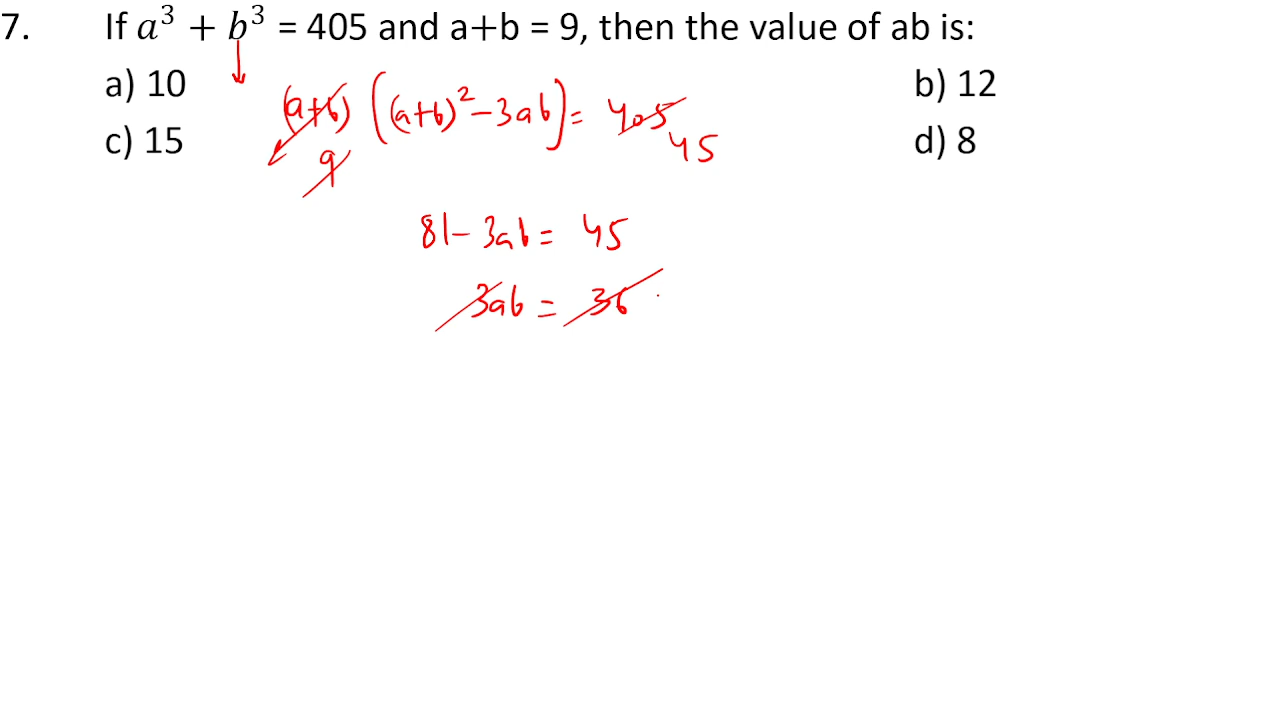 7. If a³ + b³ = 405 and a+b = 9, then the value of ab is:
a) 10 b) 12
(a+b) ((a+b)² - 3ab) = 405
c) 15 d) 8
9 45
81 - 3ab = 45
3ab = 36